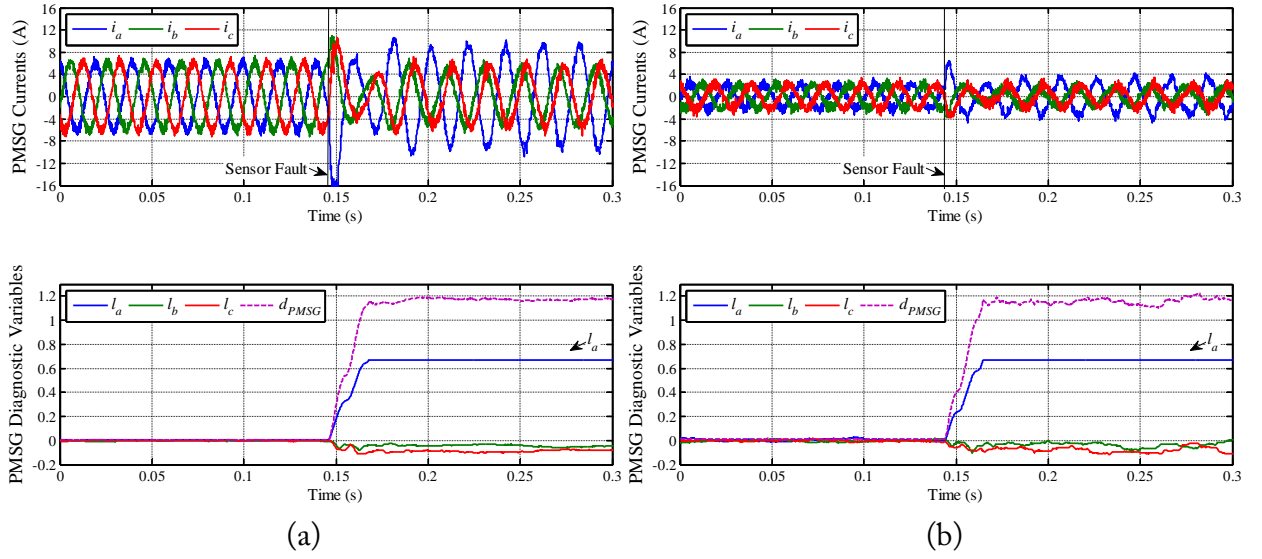 PMSG Currents (A)
16
12
8
4
0
-4
-8
-12
-16
i_a i_b i_c
Sensor Fault
0 0.05 0.1 0.15 0.2 0.25 0.3
Time (s)
PMSG Currents (A)
16
12
8
4
0
-4
-8
-12
-16
i_a i_b i_c
Sensor Fault
0 0.05 0.1 0.15 0.2 0.25 0.3
Time (s)
PMSG Diagnostic Variables
1.2
1
0.8
0.6
0.4
0.2
0
-0.2
l_a l_b l_c d_PMSG
l_a
0 0.05 0.1 0.15 0.2 0.25 0.3
Time (s)
PMSG Diagnostic Variables
1.2
1
0.8
0.6
0.4
0.2
0
-0.2
l_a l_b l_c d_PMSG
l_a
0 0.05 0.1 0.15 0.2 0.25 0.3
Time (s)
(a)
(b)